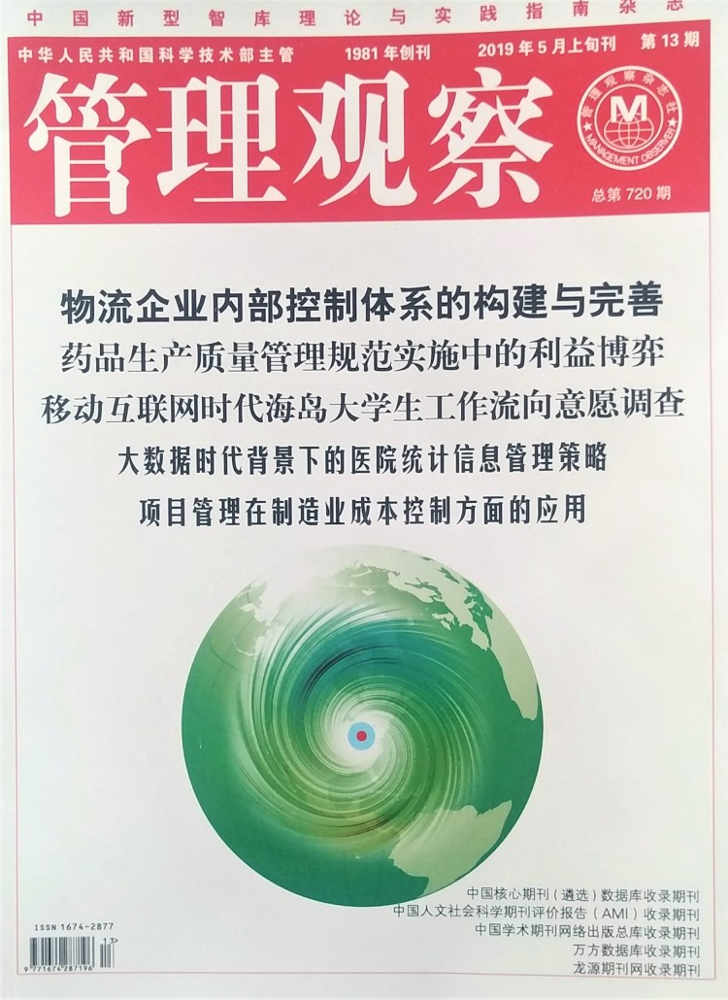 中国新型智库理论与实践指南杂志
中华人民共和国科学技术部主管 1981年创刊 2019年5月上旬刊 第13期
管理观察
管理观察杂志社
M
MANAGEMENT OBSERVER
总第720期
物流企业内部控制体系的构建与完善
药品生产质量管理规范实施中的利益博弈
移动互联网时代海岛大学生工作流向意愿调查
大数据时代背景下的医院统计信息管理策略
项目管理在制造业成本控制方面的应用
中国核心期刊(遴选)数据库收录期刊
中国人文社会科学期刊评价报告(AMI)收录期刊
中国学术期刊网络出版总库收录期刊
万方数据库收录期刊
龙源期刊网收录期刊
ISSN 1674-2877
13>
9 771674 287196